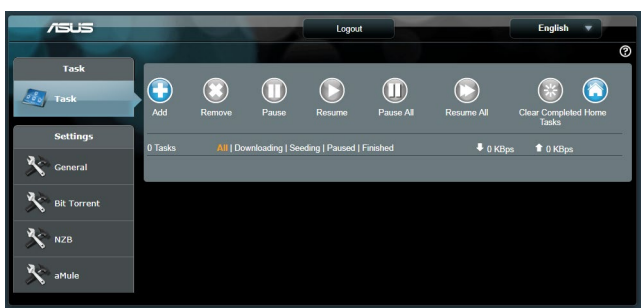 ASUS
Logout
English
Task
Task
Settings
General
Bit Torrent
NZB
aMule
Add
Remove
Pause
Resume
Pause All
Resume All
Clear Completed Tasks
Home
0 Tasks
All | Downloading | Seeding | Paused | Finished
0 KBps
0 KBps